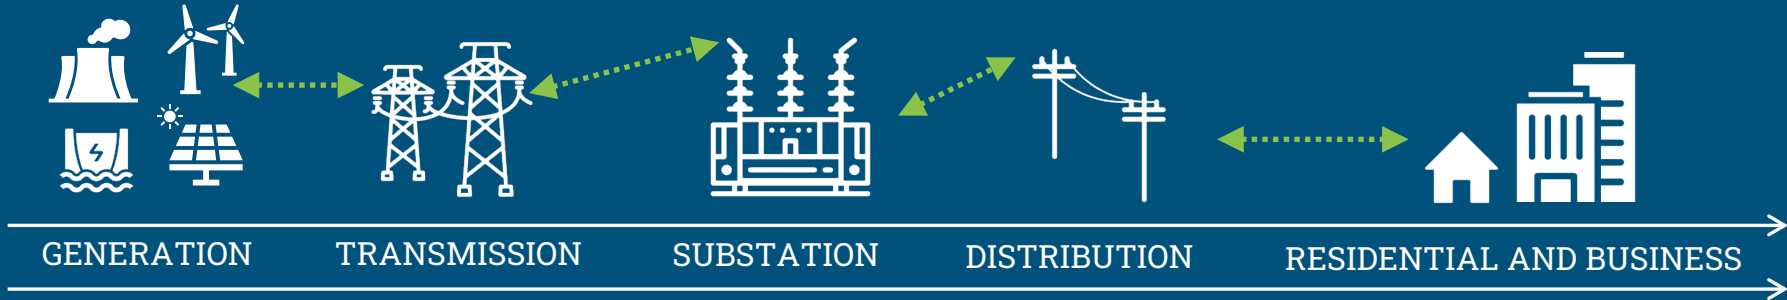 GENERATION
TRANSMISSION
SUBSTATION
DISTRIBUTION
RESIDENTIAL AND BUSINESS